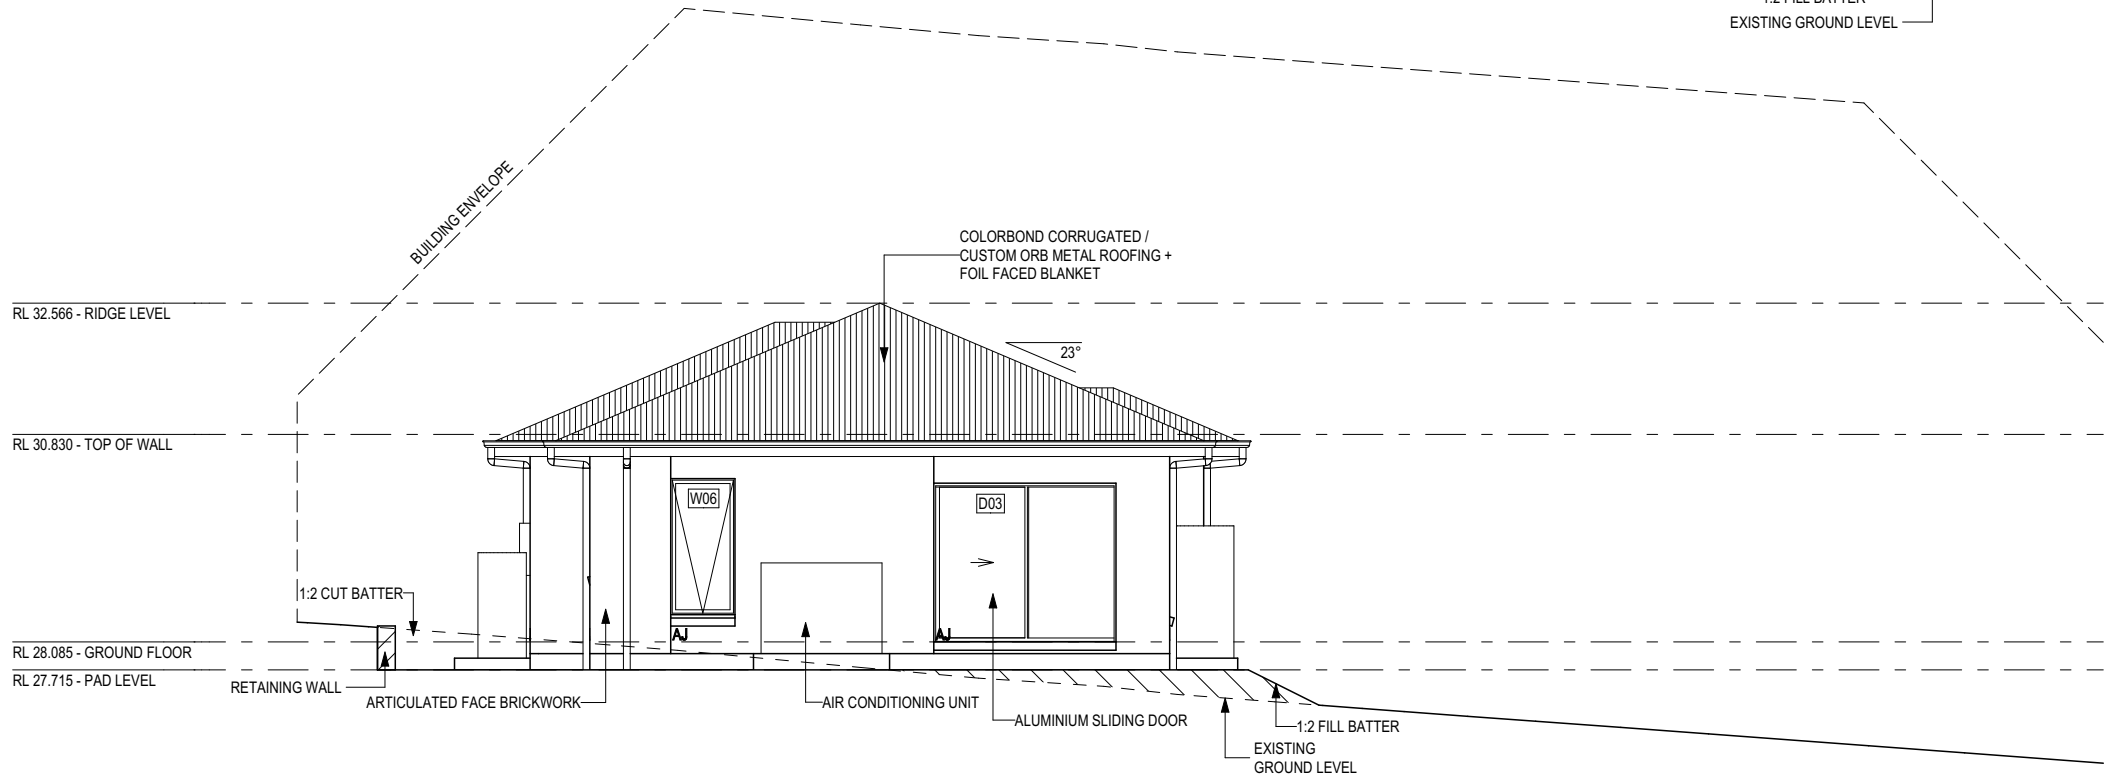 1:2 FILL BATTER
EXISTING GROUND LEVEL
BUILDING ENVELOPE
COLORBOND CORRUGATED /
CUSTOM ORB METAL ROOFING +
FOIL FACED BLANKET
RL 32.566 - RIDGE LEVEL
23°
RL 30.830 - TOP OF WALL
W06
D03
1:2 CUT BATTER
AJ
AJ
RL 28.085 - GROUND FLOOR
RL 27.715 - PAD LEVEL
RETAINING WALL
ARTICULATED FACE BRICKWORK
AIR CONDITIONING UNIT
ALUMINIUM SLIDING DOOR
1:2 FILL BATTER
EXISTING
GROUND LEVEL